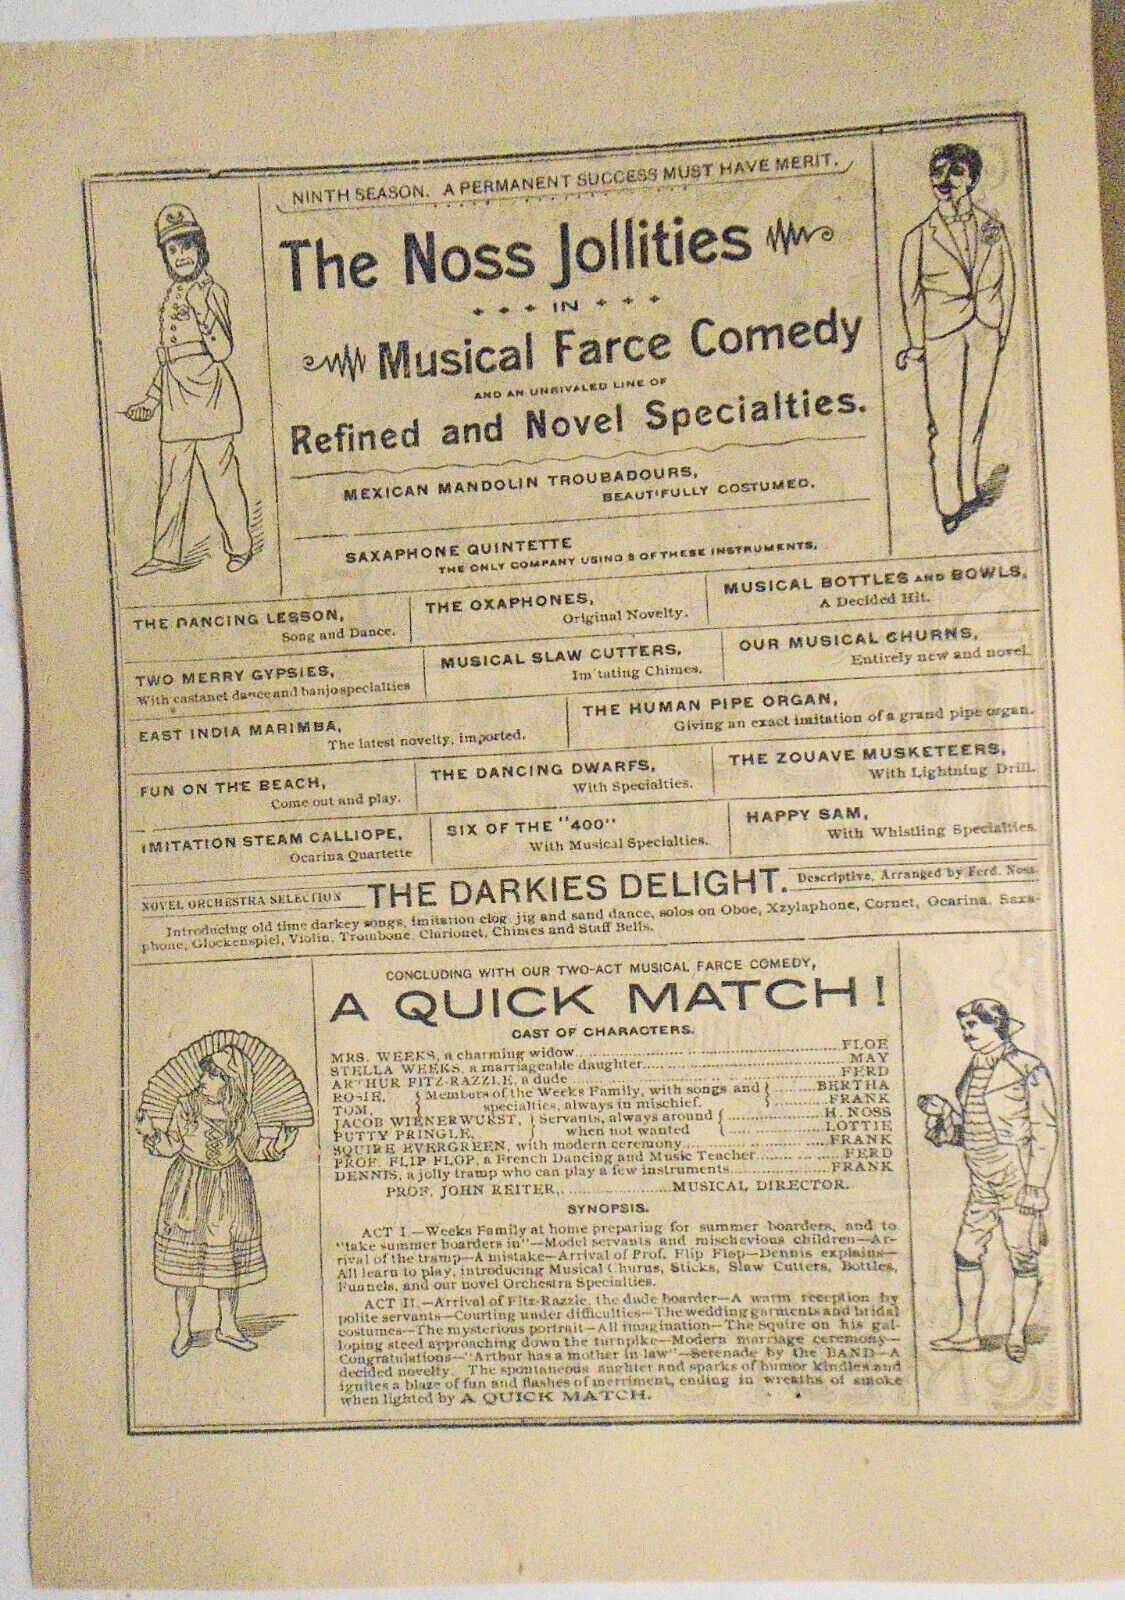 NINTH SEASON. A PERMANENT SUCCESS MUST HAVE MERIT.
The Noss Jollities
IN
Musical Farce Comedy
AND AN UNRIVALED LINE OF
Refined and Novel Specialties.
MEXICAN MANDOLIN TROUBADOURS,
BEAUTIFULLY COSTUMED.
SAXAPHONE QUINTETTE
THE ONLY COMPANY USING 5 OF THESE INSTRUMENTS.
THE DANCING LESSON,
Song and Dance.
THE OXAPHONES,
Original Novelty.
MUSICAL BOTTLES AND BOWLS,
A Decided Hit.
TWO MERRY GYPSIES,
With castanet dance and banjo specialties
MUSICAL SLAW CUTTERS,
Imitating Chimes.
OUR MUSICAL CHURNS,
Entirely new and novel.
EAST INDIA MARIMBA,
The latest novelty, imported.
THE HUMAN PIPE ORGAN,
Giving an exact imitation of a grand pipe organ.
FUN ON THE BEACH,
Come out and play.
THE DANCING DWARFS,
With Specialties.
THE ZOUAVE MUSKETEERS,
With Lightning Drill.
IMITATION STEAM CALLIOPE,
Ocarina Quartette
SIX OF THE "400"
With Musical Specialties.
HAPPY SAM,
With Whistling Specialties.
NOVEL ORCHESTRA SELECTION THE DARKIES DELIGHT. Descriptive, Arranged by Ferd. Noss.
Introducing old time darkey songs, imitation clog, jig and sand dance, solos on Oboe, Xzylaphone, Cornet, Ocarina, Saxa-
phone, Glockenspiel, Violin, Trombone, Clarionet, Chimes and Staff Bells.
CONCLUDING WITH OUR TWO-ACT MUSICAL FARCE COMEDY,
A QUICK MATCH!
CAST OF CHARACTERS.
MRS. WEEKS, a charming widow FLOE
STELLA WEEKS, a marriageable daughter MAY
ARTHUR FITZ-RAZZLE, a dude FERD
ROSIE, { Members of the Weeks Family, with songs and } BERTHA
TOM, { specialties, always in mischief. } FRANK
JACOB WIENERWURST, } Servants, always around { H. NOSS
PUTTY PRINGLE, } when not wanted { LOTTIE
SQUIRE EVERGREEN, with modern ceremony FRANK
PROF. FLIP FLOP, a French Dancing and Music Teacher FERD
DENNIS, a jolly tramp who can play a few instruments FRANK
PROF. JOHN REITER, MUSICAL DIRECTOR.
SYNOPSIS.
ACT I.—Weeks Family at home preparing for summer boarders, and to
"take summer boarders in"—Model servants and mischevious children—Ar-
rival of the tramp—A mistake—Arrival of Prof. Flip Flop—Dennis explains—
All learn to play, introducing Musical Churns, Sticks, Slaw Cutters, Bottles,
Funnels, and our novel Orchestra Specialties.
ACT II.—Arrival of Fitz-Razzle, the dude boarder—A warm reception by
polite servants—Courting under difficulties—The wedding garments and bridal
costumes—The mysterious portrait—All imagination—The Squire on his gal-
loping steed approaching down the turnpike—Modern marriage ceremony—
Congratulations—"Arthur has a mother in law"—Serenade by the BAND—A
decided novelty. The spontaneous laughter and sparks of humor kindles and
ignites a blaze of fun and flashes of merriment, ending in wreaths of smoke
when lighted by A QUICK MATCH.